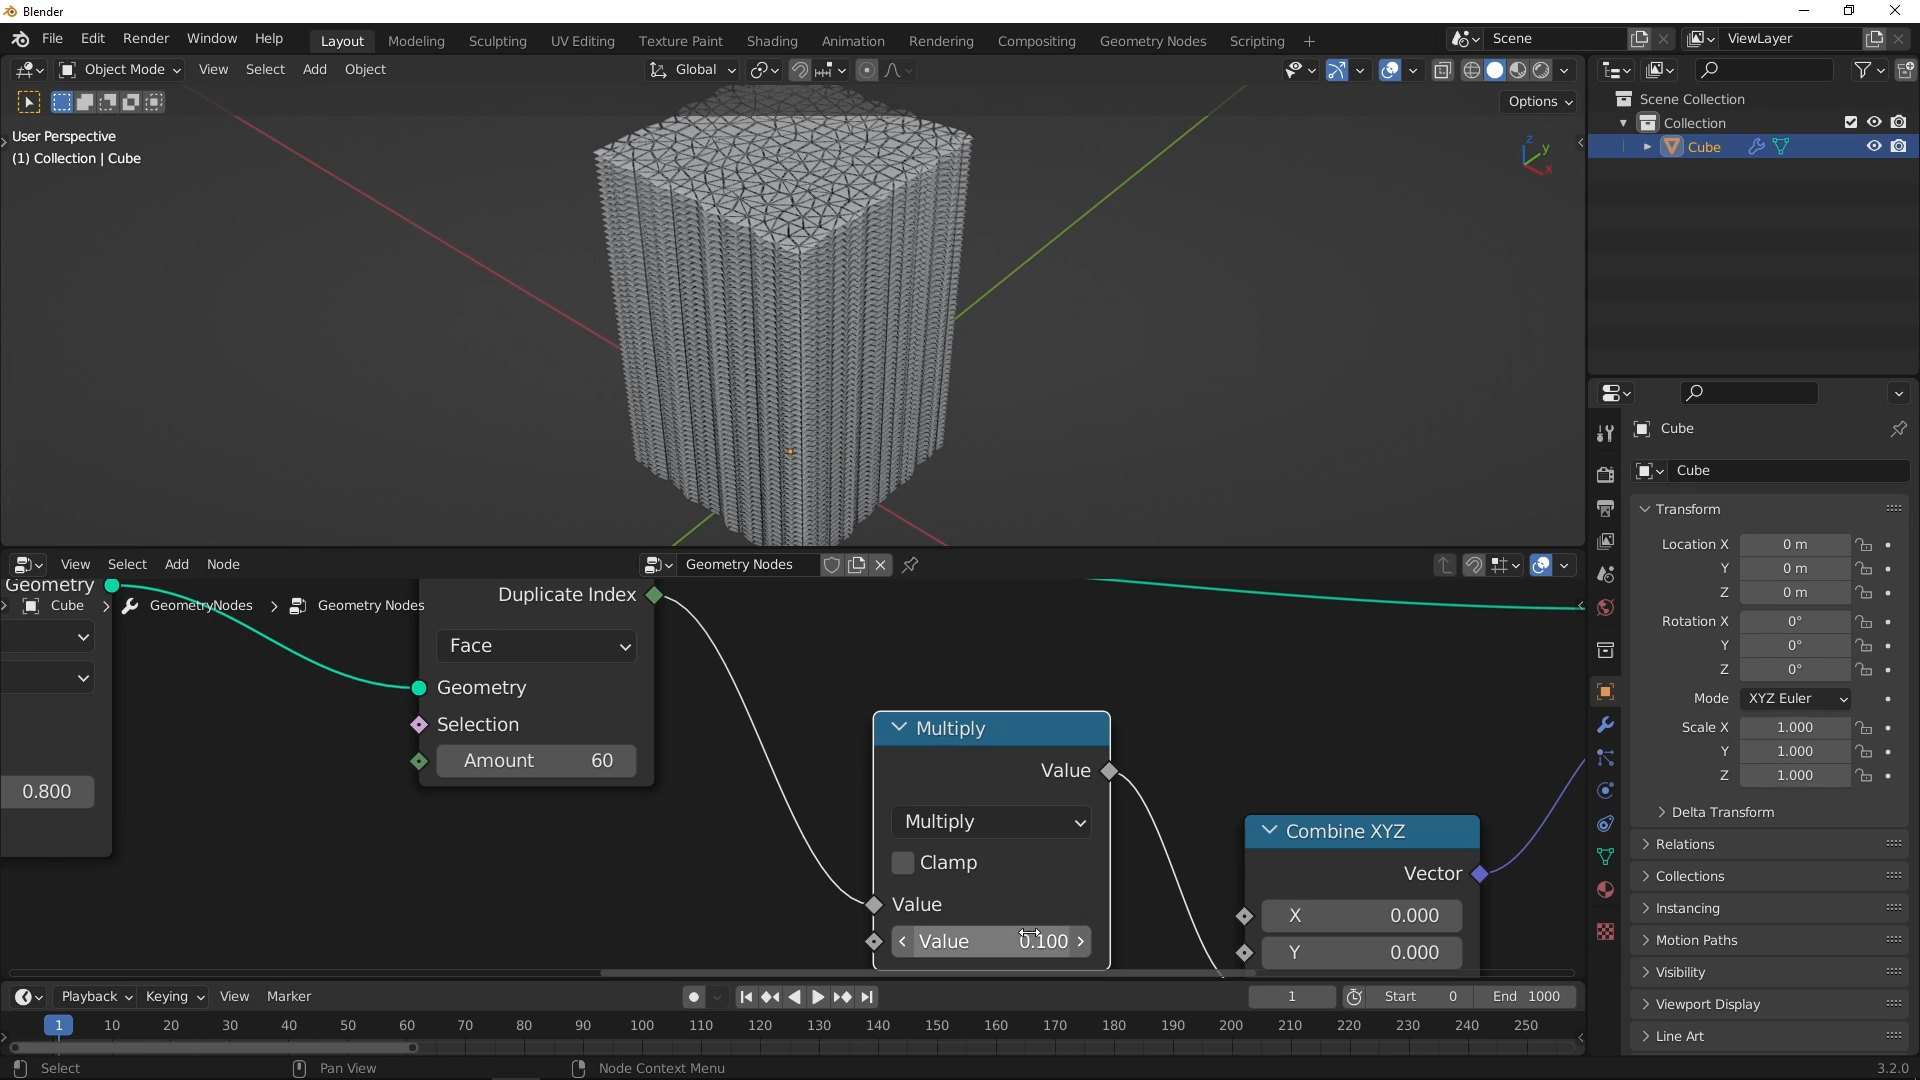 Blender
File Edit Render Window Help Layout Modeling Sculpting UV Editing Texture Paint Shading Animation Rendering Compositing Geometry Nodes Scripting + Scene ViewLayer
Object Mode View Select Add Object Global
Options
User Perspective
(1) Collection | Cube
Z
Y
X
Scene Collection
Collection
Cube
Cube
Cube
Transform
Location X 0 m
Y 0 m
Z 0 m
Rotation X 0°
Y 0°
Z 0°
Mode XYZ Euler
Scale X 1.000
Y 1.000
Z 1.000
Delta Transform
Relations
Collections
Instancing
Motion Paths
Visibility
Viewport Display
Line Art
View Select Add Node Geometry Nodes
Geometry
Cube > GeometryNodes > Geometry Nodes
0.800
Duplicate Index
Face
Geometry
Selection
Amount 60
Multiply
Value
Multiply
Clamp
Value
Value 0.100
Combine XYZ
Vector
X 0.000
Y 0.000
Playback Keying View Marker 1 Start 0 End 1000
1 10 20 30 40 50 60 70 80 90 100 110 120 130 140 150 160 170 180 190 200 210 220 230 240 250
Select Pan View Node Context Menu 3.2.0